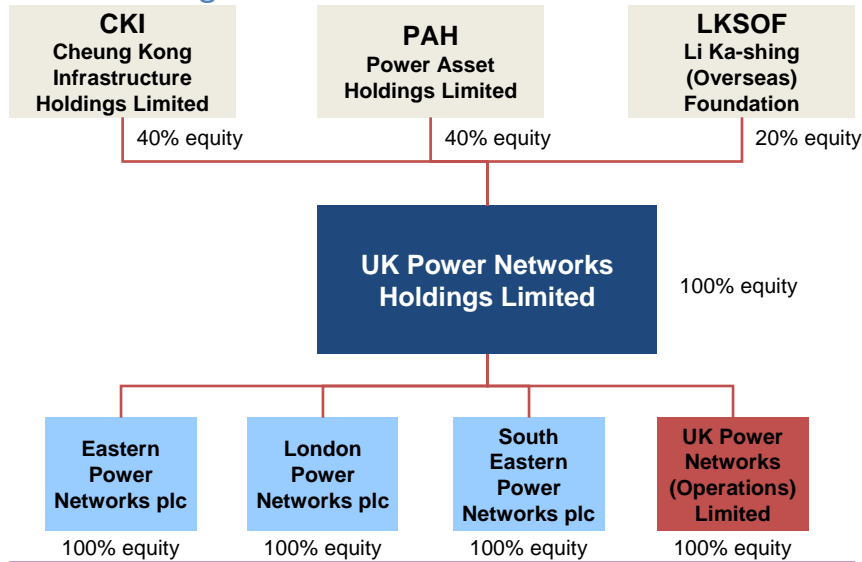 CKI
Cheung Kong
Infrastructure
Holdings Limited
PAH
Power Asset
Holdings Limited
LKSOF
Li Ka-shing
(Overseas)
Foundation
40% equity
40% equity
20% equity
UK Power Networks
Holdings Limited
100% equity
Eastern
Power
Networks plc
London
Power
Networks plc
South
Eastern
Power
Networks plc
UK Power
Networks
(Operations)
Limited
100% equity
100% equity
100% equity
100% equity